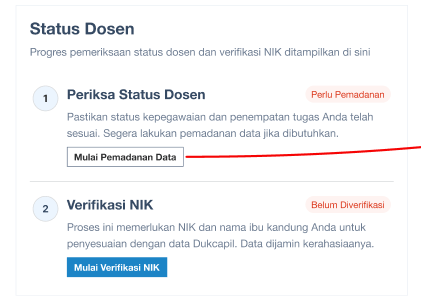 Status Dosen
Progres pemeriksaan status dosen dan verifikasi NIK ditampilkan di sini
1 Periksa Status Dosen Perlu Pemadanan
Pastikan status kepegawaian dan penempatan tugas Anda telah
sesuai. Segera lakukan pemadanan data jika dibutuhkan.
Mulai Pemadanan Data
2 Verifikasi NIK Belum Diverifikasi
Proses ini memerlukan NIK dan nama ibu kandung Anda untuk
penyesuaian dengan data Dukcapil. Data dijamin kerahasiaanya.
Mulai Verifikasi NIK